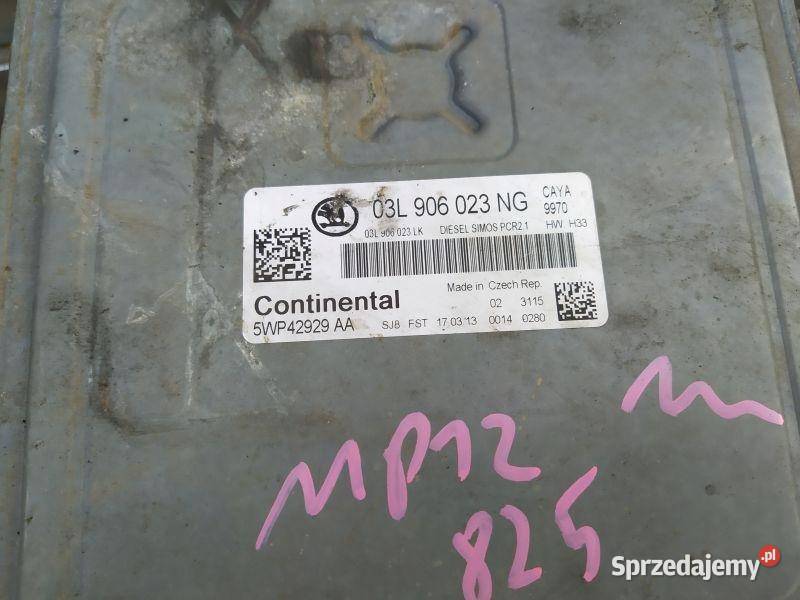 03L 906 023 NG CAYA
9970
03L 906 023 LK DIESEL SIMOS PCR2.1 HW H33
Continental Made in Czech Rep.
02 3115
5WP42929 AA SJ8 FST 17.03.13 0014 0280
MP12 m
825
Sprzedajemy.pl